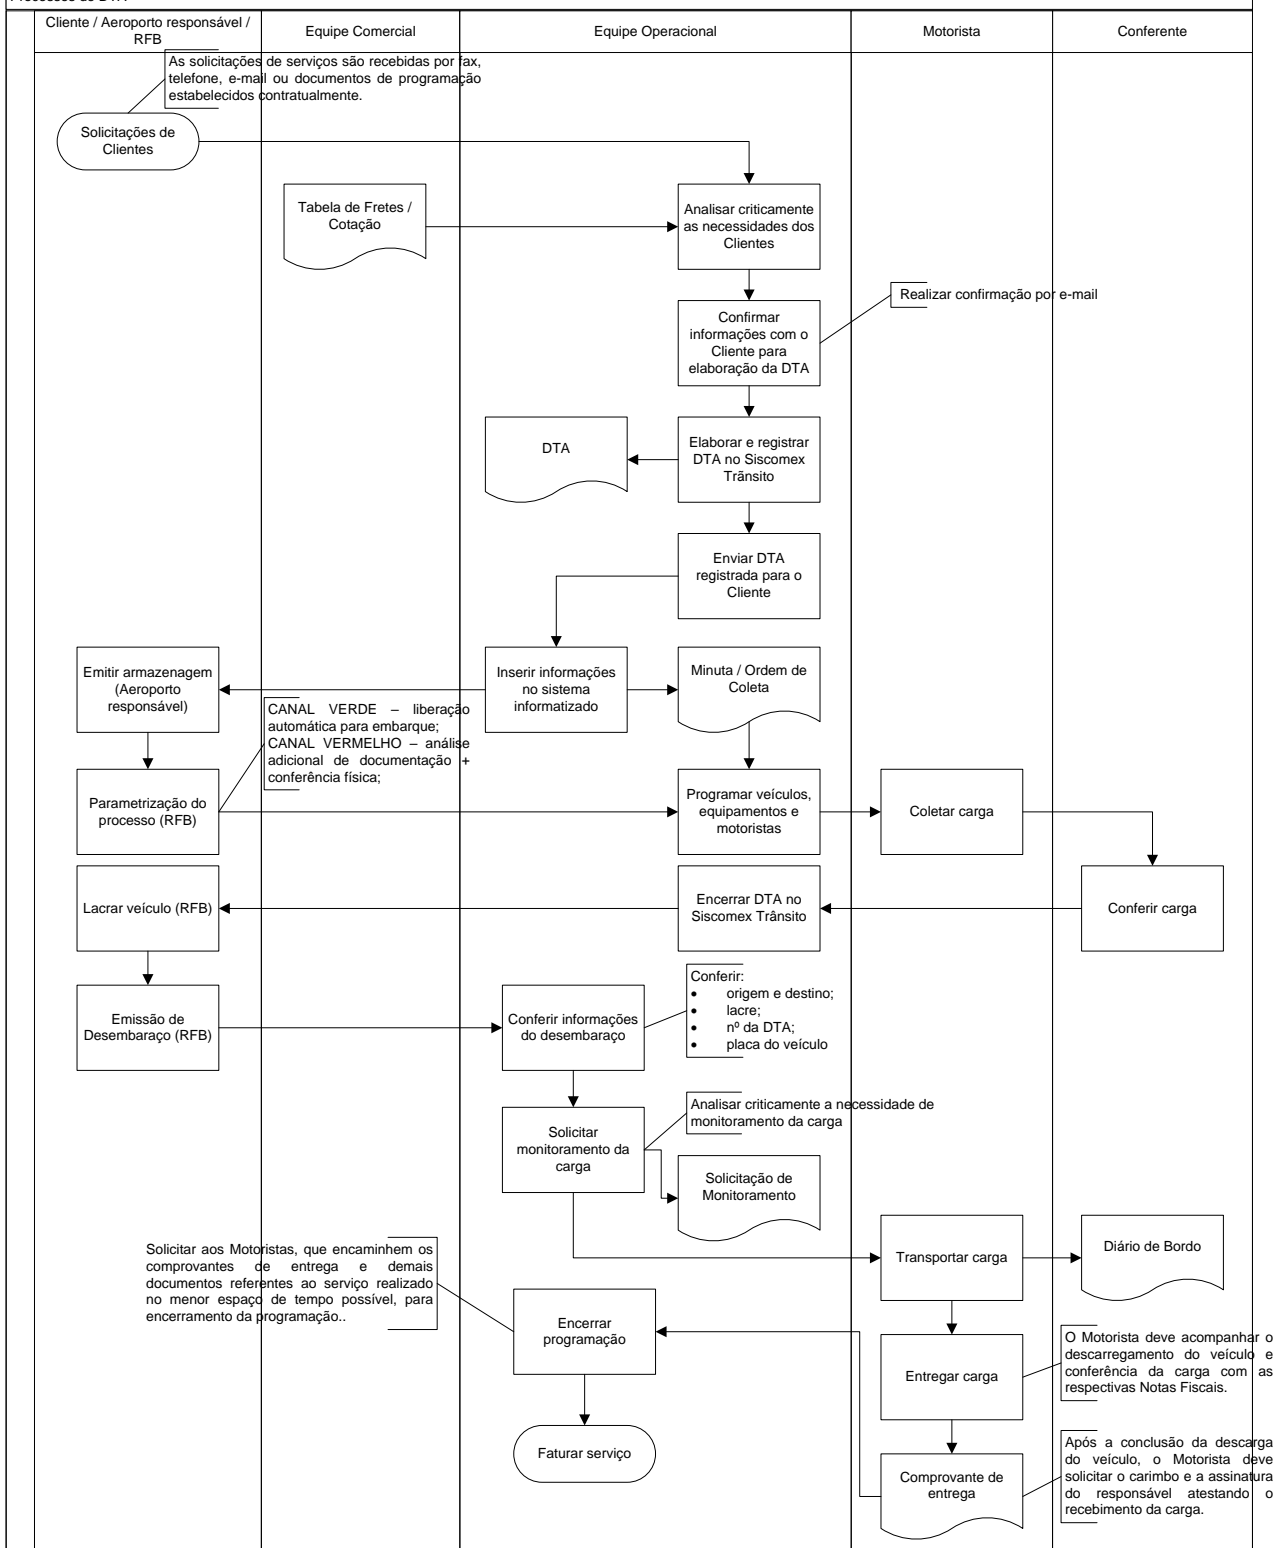 Processos de DTA
Cliente / Aeroporto responsável /
RFB
Equipe Comercial
Equipe Operacional
Motorista
Conferente
As solicitações de serviços são recebidas por fax,
telefone, e-mail ou documentos de programação
estabelecidos contratualmente.
Solicitações de
Clientes
Tabela de Fretes /
Cotação
Analisar criticamente
as necessidades dos
Clientes
Realizar confirmação por e-mail
Confirmar
informações com o
Cliente para
elaboração da DTA
DTA
Elaborar e registrar
DTA no Siscomex
Trãnsito
Enviar DTA
registrada para o
Cliente
Emitir armazenagem
(Aeroporto
responsável)
Inserir informações
no sistema
informatizado
Minuta / Ordem de
Coleta
CANAL VERDE – liberação
automática para embarque;
CANAL VERMELHO – análise
adicional de documentação +
conferência física;
Parametrização do
processo (RFB)
Programar veículos,
equipamentos e
motoristas
Coletar carga
Lacrar veículo (RFB)
Encerrar DTA no
Siscomex Trânsito
Conferir carga
Emissão de
Desembaraço (RFB)
Conferir informações
do desembaraço
Conferir:
• origem e destino;
• lacre;
• nº da DTA;
• placa do veículo
Solicitar
monitoramento da
carga
Analisar criticamente a necessidade de
monitoramento da carga
Solicitação de
Monitoramento
Transportar carga
Diário de Bordo
Solicitar aos Motoristas, que encaminhem os
comprovantes de entrega e demais
documentos referentes ao serviço realizado
no menor espaço de tempo possível, para
encerramento da programação..
Encerrar
programação
Entregar carga
O Motorista deve acompanhar o
descarregamento do veículo e
conferência da carga com as
respectivas Notas Fiscais.
Faturar serviço
Comprovante de
entrega
Após a conclusão da descarga
do veículo, o Motorista deve
solicitar o carimbo e a assinatura
do responsável atestando o
recebimento da carga.